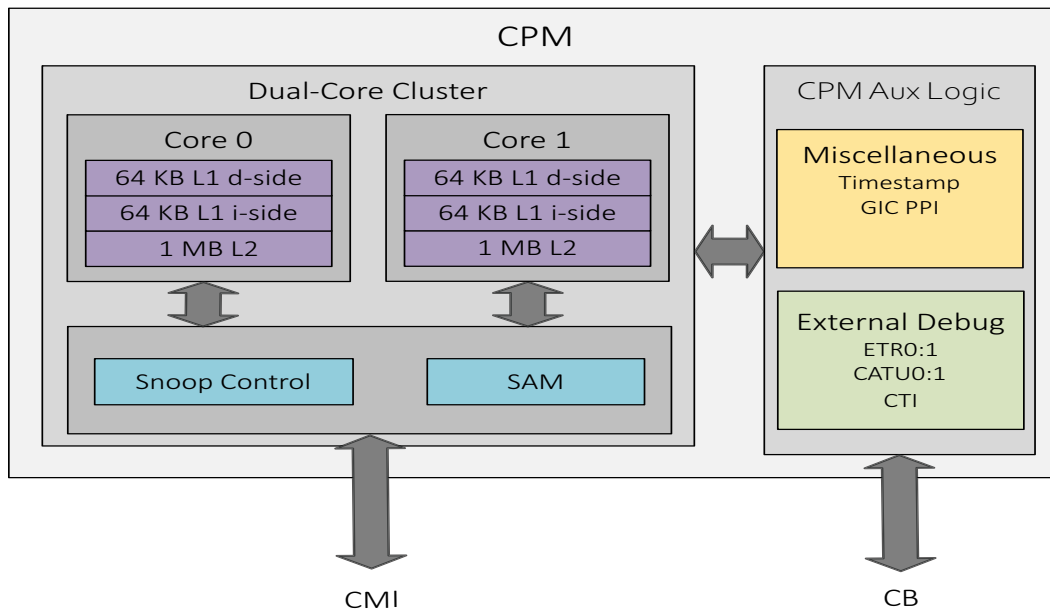 CPM
Dual-Core Cluster
Core 0
64 KB L1 d-side
64 KB L1 i-side
1 MB L2
Core 1
64 KB L1 d-side
64 KB L1 i-side
1 MB L2
Snoop Control
SAM
CPM Aux Logic
Miscellaneous
Timestamp
GIC PPI
External Debug
ETR0:1
CATU0:1
CTI
CMI
CB